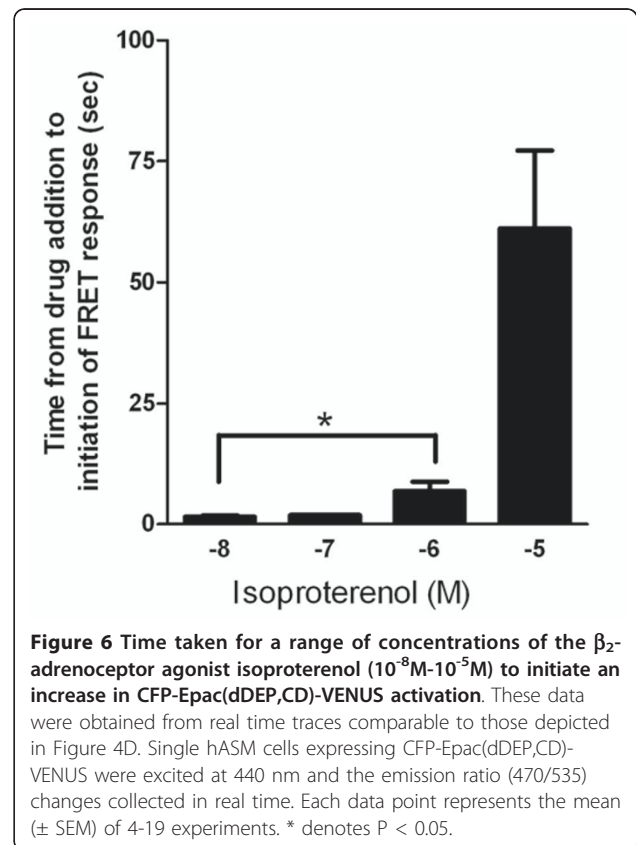 100
75
50
25
0
Time from drug addition to
initiation of FRET response (sec)
*
-8 -7 -6 -5
Isoproterenol (M)
Figure 6 Time taken for a range of concentrations of the β₂-
adrenoceptor agonist isoproterenol (10⁻⁸M-10⁻⁵M) to initiate an
increase in CFP-Epac(dDEP,CD)-VENUS activation. These data
were obtained from real time traces comparable to those depicted
in Figure 4D. Single hASM cells expressing CFP-Epac(dDEP,CD)-
VENUS were excited at 440 nm and the emission ratio (470/535)
changes collected in real time. Each data point represents the mean
(± SEM) of 4-19 experiments. * denotes P < 0.05.